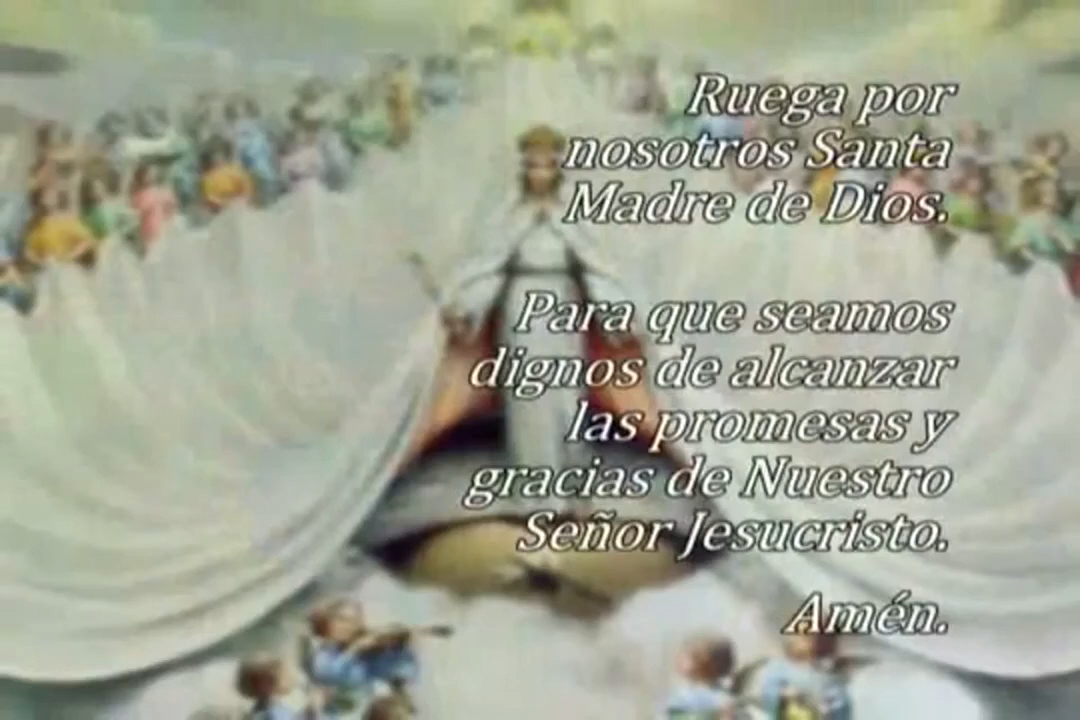 Ruega por
nosotros Santa
Madre de Dios.
Para que seamos
dignos de alcanzar
las promesas y
gracias de Nuestro
Señor Jesucristo.
Amén.